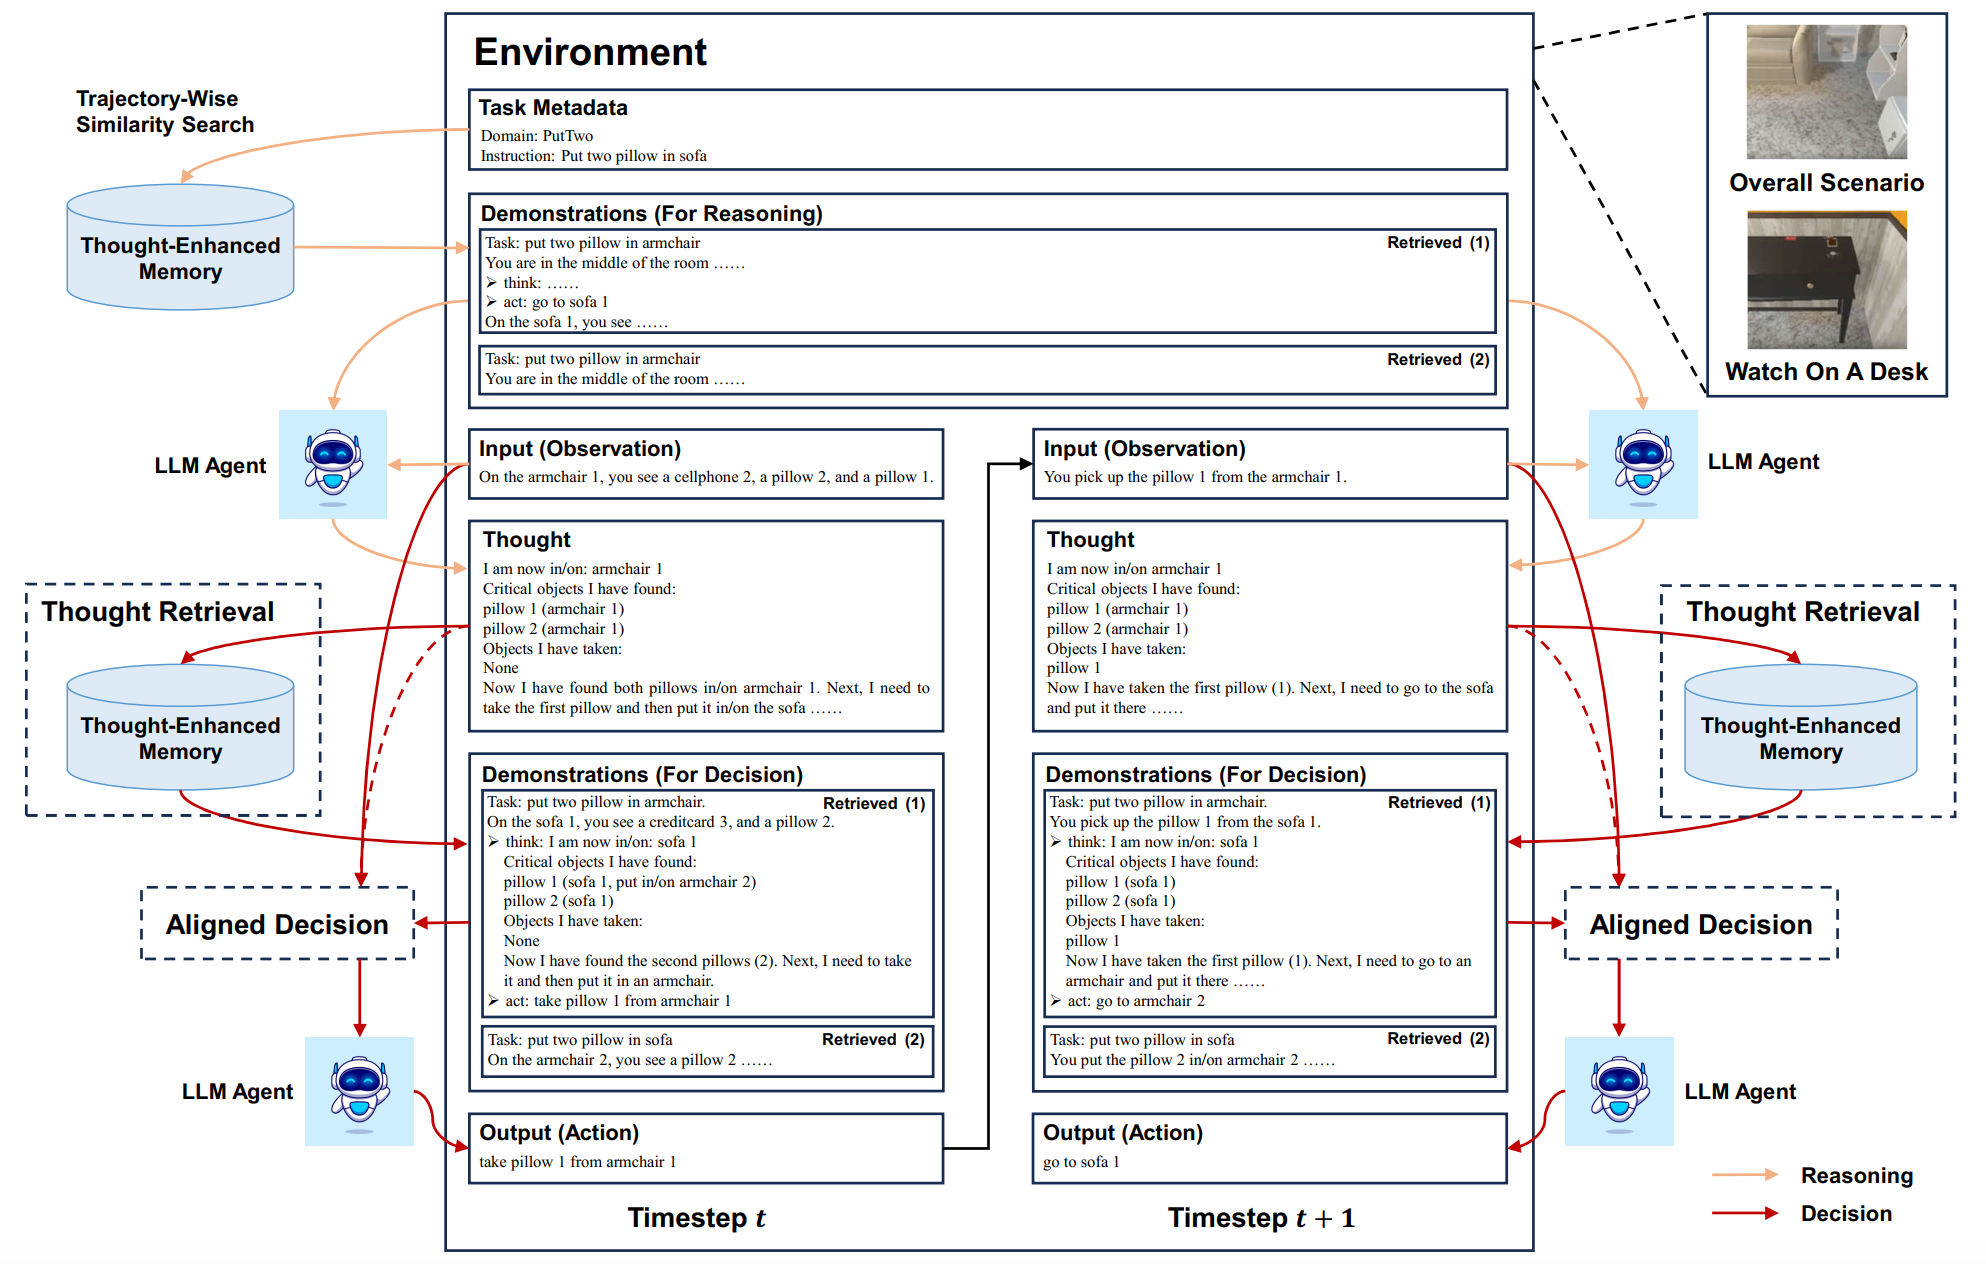 Environment
Trajectory-Wise
Similarity Search
Task Metadata
Domain: PutTwo
Instruction: Put two pillow in sofa
Overall Scenario
Watch On A Desk
Thought-Enhanced
Memory
Demonstrations (For Reasoning)
Task: put two pillow in armchair
Retrieved (1)
You are in the middle of the room ……
➢ think: ……
➢ act: go to sofa 1
On the sofa 1, you see ……
Task: put two pillow in armchair
Retrieved (2)
You are in the middle of the room ……
LLM Agent
Input (Observation)
On the armchair 1, you see a cellphone 2, a pillow 2, and a pillow 1.
Thought
I am now in/on: armchair 1
Critical objects I have found:
pillow 1 (armchair 1)
pillow 2 (armchair 1)
Objects I have taken:
None
Now I have found both pillows in/on armchair 1. Next, I need to
take the first pillow and then put it in/on the sofa ……
Thought Retrieval
Thought-Enhanced
Memory
Demonstrations (For Decision)
Task: put two pillow in armchair.
Retrieved (1)
On the sofa 1, you see a creditcard 3, and a pillow 2.
➢ think: I am now in/on: sofa 1
Critical objects I have found:
pillow 1 (sofa 1, put in/on armchair 2)
pillow 2 (sofa 1)
Objects I have taken:
None
Now I have found the second pillows (2). Next, I need to take
it and then put it in an armchair.
➢ act: take pillow 1 from armchair 1
Task: put two pillow in sofa
Retrieved (2)
On the armchair 2, you see a pillow 2 ……
Aligned Decision
LLM Agent
Output (Action)
take pillow 1 from armchair 1
Timestep t
Input (Observation)
You pick up the pillow 1 from the armchair 1.
LLM Agent
Thought
I am now in/on armchair 1
Critical objects I have found:
pillow 1 (armchair 1)
pillow 2 (armchair 1)
Objects I have taken:
pillow 1
Now I have taken the first pillow (1). Next, I need to go to the sofa
and put it there ……
Thought Retrieval
Thought-Enhanced
Memory
Demonstrations (For Decision)
Task: put two pillow in armchair.
Retrieved (1)
You pick up the pillow 1 from the sofa 1.
➢ think: I am now in/on: sofa 1
Critical objects I have found:
pillow 1 (sofa 1)
pillow 2 (sofa 1)
Objects I have taken:
pillow 1
Now I have taken the first pillow (1). Next, I need to go to an
armchair and put it there ……
➢ act: go to armchair 2
Task: put two pillow in sofa
Retrieved (2)
You put the pillow 2 in/on armchair 2 ……
Aligned Decision
LLM Agent
Output (Action)
go to sofa 1
Timestep t + 1
Reasoning
Decision